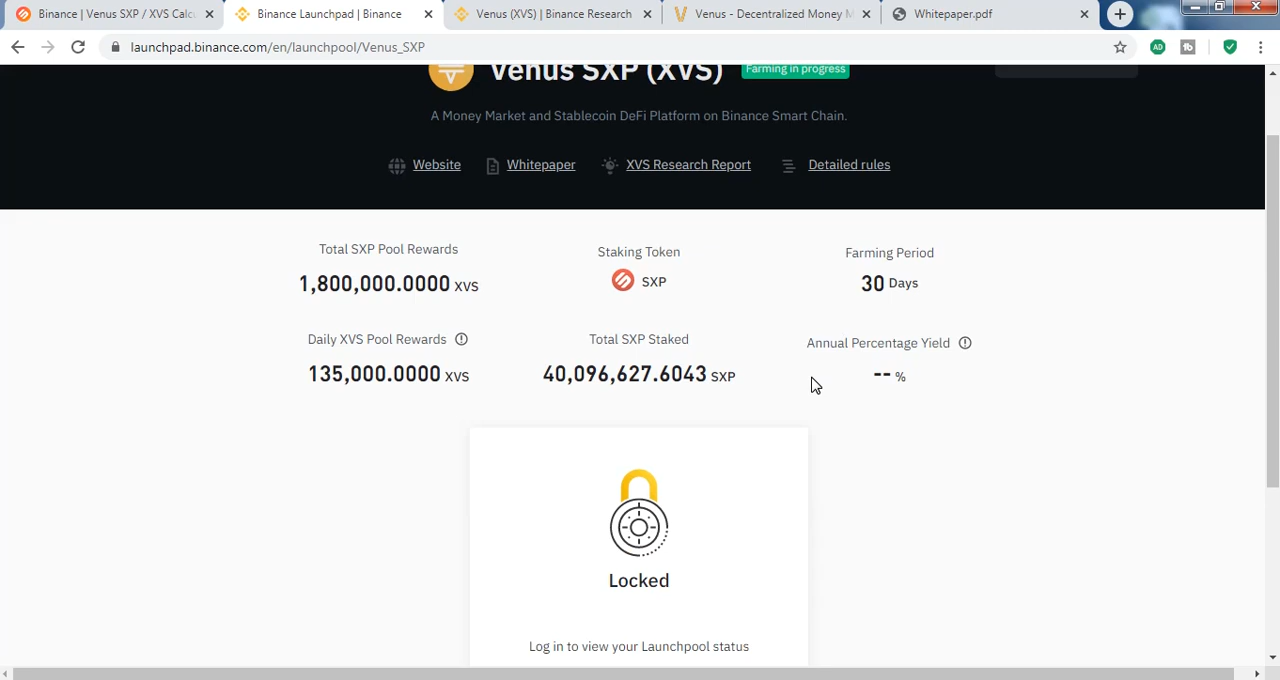 Binance | Venus SXP / XVS Calc
Binance Launchpad | Binance
Venus (XVS) | Binance Research
Venus - Decentralized Money M
Whitepaper.pdf
launchpad.binance.com/en/launchpool/Venus_SXP
AD
Venus SXP (XVS)
Farming in progress
A Money Market and Stablecoin DeFi Platform on Binance Smart Chain.
Website
Whitepaper
XVS Research Report
Detailed rules
Total SXP Pool Rewards
1,800,000.0000 XVS
Staking Token
SXP
Farming Period
30 Days
Daily XVS Pool Rewards
135,000.0000 XVS
Total SXP Staked
40,096,627.6043 SXP
Annual Percentage Yield
-- %
Locked
Log in to view your Launchpool status